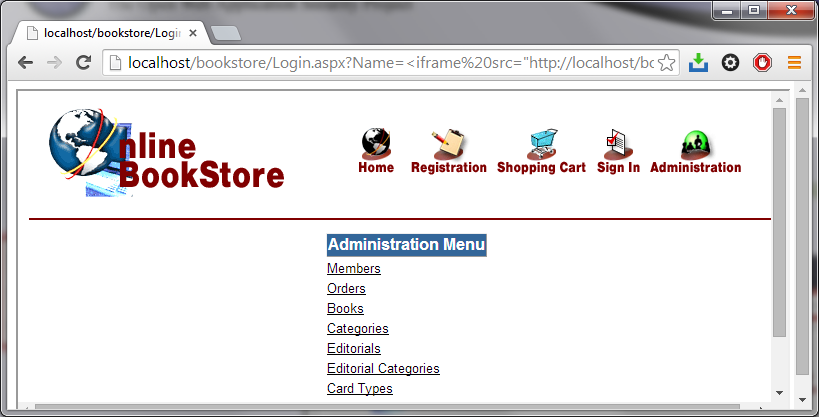 localhost/bookstore/Login
localhost/bookstore/Login.aspx?Name=<iframe%20src="http://localhost/bo
nline
BookStore
Home Registration Shopping Cart Sign In Administration
Administration Menu
Members
Orders
Books
Categories
Editorials
Editorial Categories
Card Types